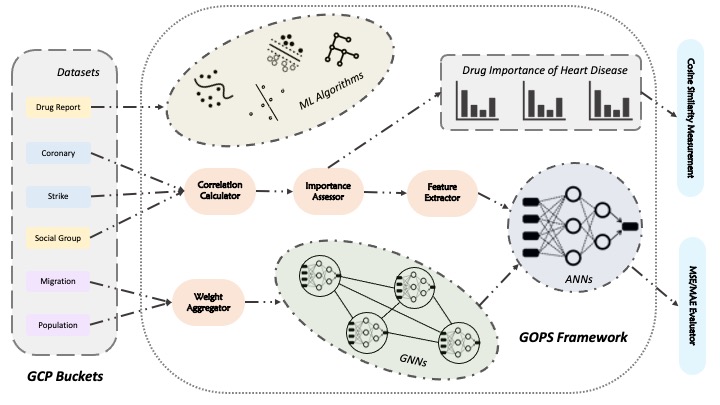 Datasets
Drug Report
Coronary
Strike
Social Group
Migration
Population
GCP Buckets
ML Algorithms
Correlation
Calculator
Importance
Assessor
Feature
Extractor
Weight
Aggregator
GNNs
Drug Importance of Heart Disease
ANNs
GOPS Framework
Cosine Similarity Measurement
MSE/MAE Evaluator